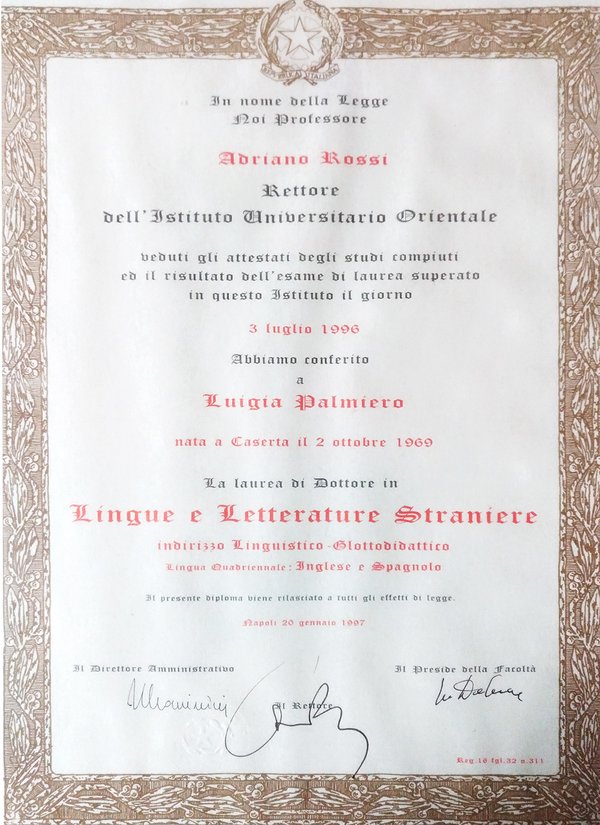 REPVBBLICA ITALIANA
In nome della Legge
Noi Professore
Adriano Rossi
Rettore
dell'Istituto Universitario Orientale
veduti gli attestati degli studi compiuti
ed il risultato dell'esame di laurea superato
in questo Istituto il giorno
3 luglio 1996
Abbiamo conferito
a
Luigia Palmiero
nata a Caserta il 2 ottobre 1969
La laurea di Dottore in
Lingue e Letterature Straniere
indirizzo Linguistico-Glottodidattico
Lingua Quadriennale: Inglese e Spagnolo
Il presente diploma viene rilasciato a tutti gli effetti di legge.
Napoli 20 gennaio 1997
Il Direttore Amministrativo
Il Rettore
Il Preside della Facoltà
Reg.16 fgl.32 n.311